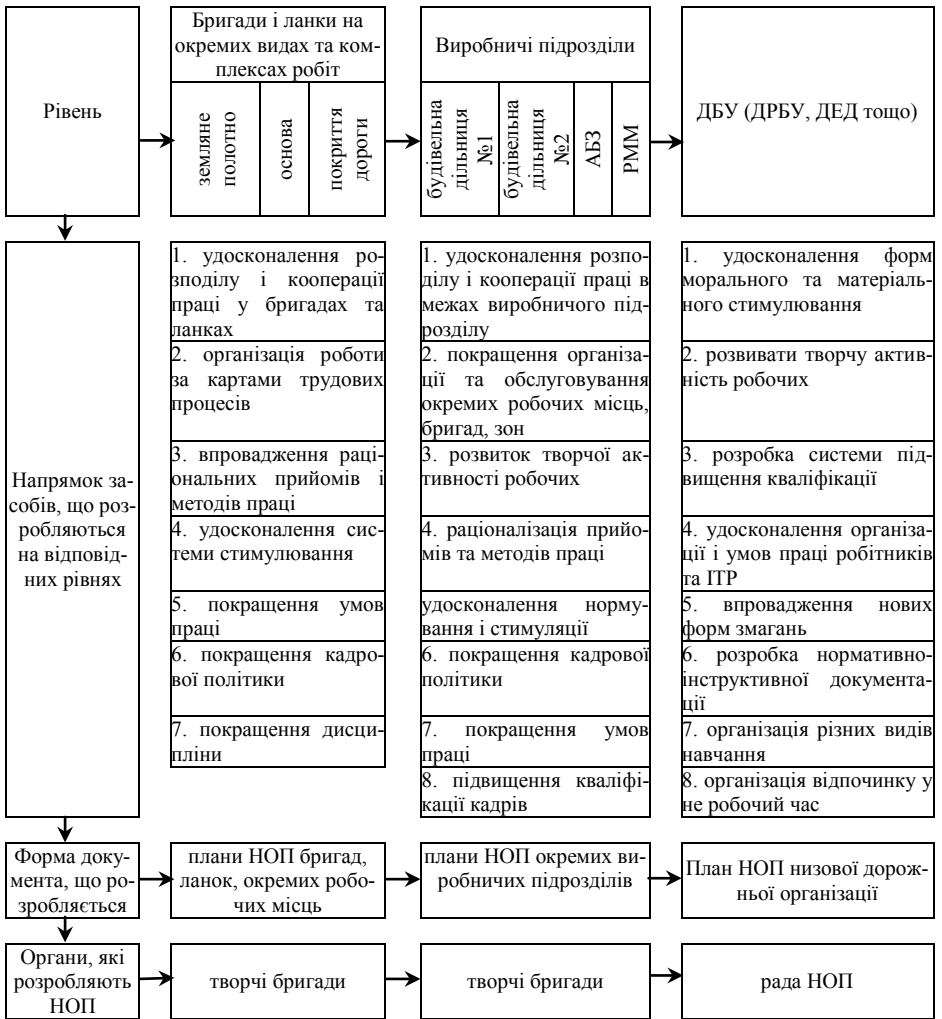 Рівень
Бригади і ланки на
окремих видах та ком-
плексах робіт
земляне
полотно
основа
покриття
дороги
Виробничі підрозділи
будівельна
дільниця
№1
будівельна
дільниця
№2
АБЗ
РММ
ДБУ (ДРБУ, ДЕД тощо)
Напрямок за-
собів, що роз-
робляються
на відповід-
них рівнях
1. удосконалення ро-
зподілу і кооперації
праці у бригадах та
ланках
2. організація роботи
за картами трудових
процесів
3. впровадження раці-
ональних прийомів і
методів праці
4. удосконалення сис-
теми стимулювання
5. покращення умов
праці
6. покращення кадро-
вої політики
7. покращення дисци-
пліни
1. удосконалення розпо-
ділу і кооперації праці в
межах виробничого під-
розділу
2. покращення організа-
ції та обслуговування
окремих робочих місць,
бригад, зон
3. розвиток творчої ак-
тивності робочих
4. раціоналізація прийо-
мів та методів праці
удосконалення норму-
вання і стимуляції
6. покращення кадрової
політики
7. покращення умов
праці
8. підвищення кваліфі-
кації кадрів
1. удосконалення форм
морального та матеріаль-
ного стимулювання
2. розвивати творчу актив-
ність робочих
3. розробка системи під-
вищення кваліфікації
4. удосконалення організа-
ції і умов праці робітників
та ІТР
5. впровадження нових
форм змагань
6. розробка нормативно-
інструктивної документа-
ції
7. організація різних видів
навчання
8. організація відпочинку у
не робочий час
Форма доку-
мента, що ро-
зробляється
плани НОП бригад,
ланок, окремих робо-
чих місць
плани НОП окремих ви-
робничих підрозділів
План НОП низової дорож-
ньої організації
Органи, які
розробляють
НОП
творчі бригади
творчі бригади
рада НОП